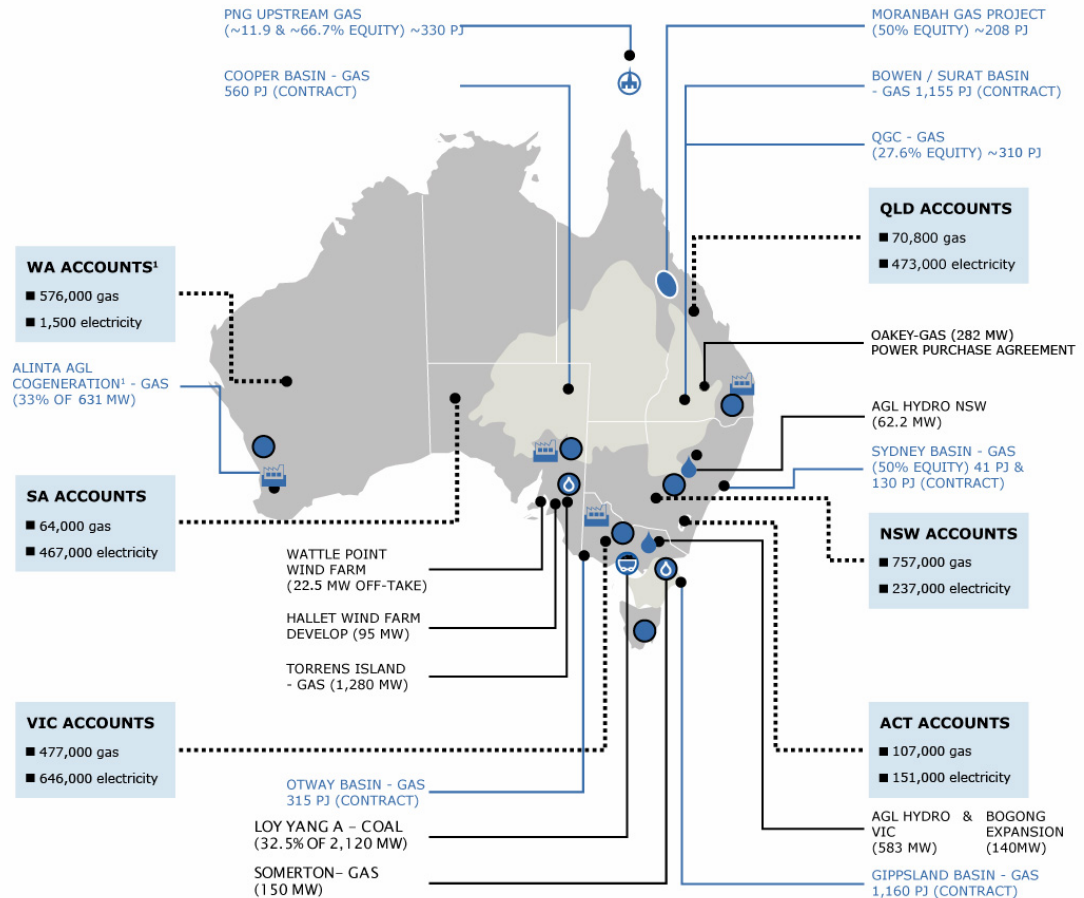 PNG UPSTREAM GAS
(~11.9 & ~66.7% EQUITY) ~330 PJ
COOPER BASIN - GAS
560 PJ (CONTRACT)
MORANBAH GAS PROJECT
(50% EQUITY) ~208 PJ
BOWEN / SURAT BASIN
- GAS 1,155 PJ (CONTRACT)
QGC - GAS
(27.6% EQUITY) ~310 PJ
QLD ACCOUNTS
■ 70,800 gas
■ 473,000 electricity
WA ACCOUNTS¹
■ 576,000 gas
■ 1,500 electricity
ALINTA AGL
COGENERATION¹ - GAS
(33% OF 631 MW)
OAKEY-GAS (282 MW)
POWER PURCHASE AGREEMENT
AGL HYDRO NSW
(62.2 MW)
SYDNEY BASIN - GAS
(50% EQUITY) 41 PJ &
130 PJ (CONTRACT)
SA ACCOUNTS
■ 64,000 gas
■ 467,000 electricity
NSW ACCOUNTS
■ 757,000 gas
■ 237,000 electricity
WATTLE POINT
WIND FARM
(22.5 MW OFF-TAKE)
HALLET WIND FARM
DEVELOP (95 MW)
TORRENS ISLAND
- GAS (1,280 MW)
VIC ACCOUNTS
■ 477,000 gas
■ 646,000 electricity
ACT ACCOUNTS
■ 107,000 gas
■ 151,000 electricity
OTWAY BASIN - GAS
315 PJ (CONTRACT)
LOY YANG A – COAL
(32.5% OF 2,120 MW)
SOMERTON– GAS
(150 MW)
AGL HYDRO & BOGONG
VIC EXPANSION
(583 MW) (140MW)
GIPPSLAND BASIN - GAS
1,160 PJ (CONTRACT)